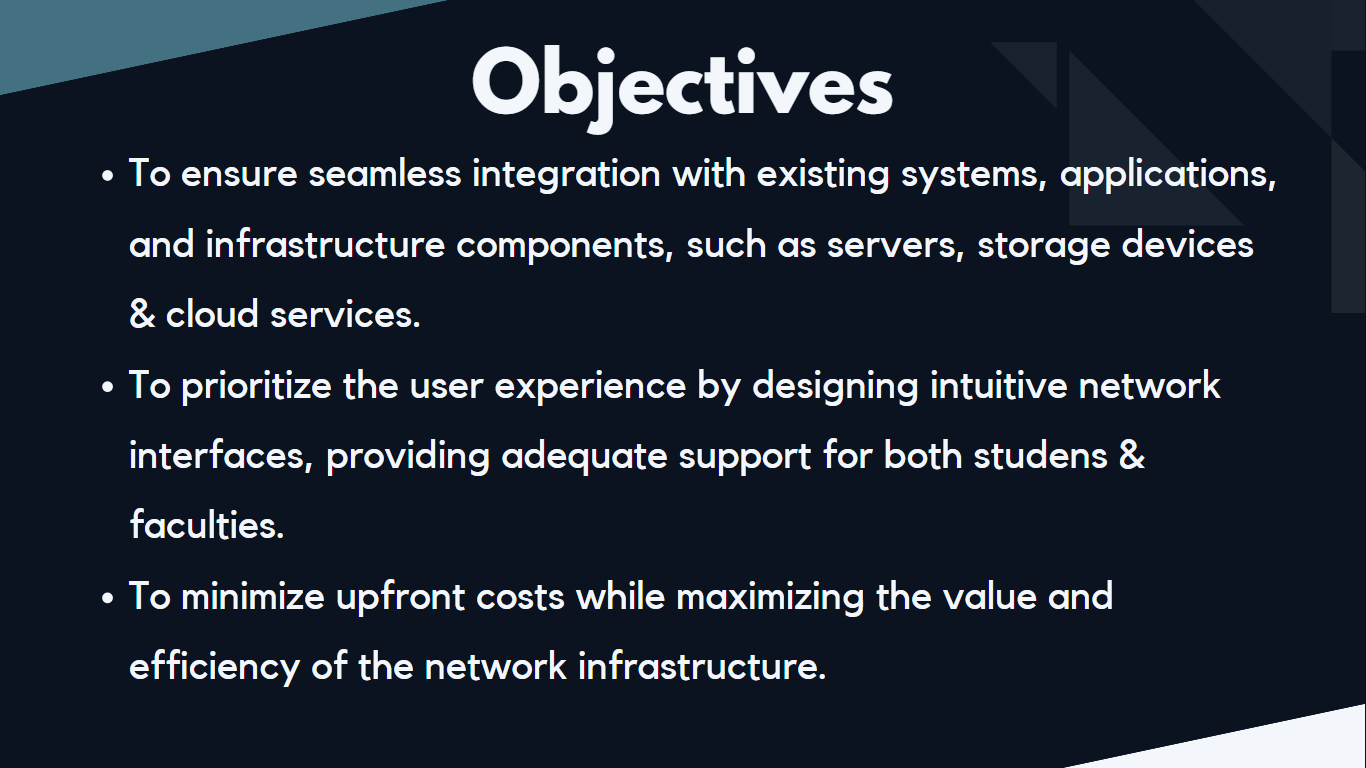 Objectives
• To ensure seamless integration with existing systems, applications,
and infrastructure components, such as servers, storage devices
& cloud services.
• To prioritize the user experience by designing intuitive network
interfaces, providing adequate support for both studens &
faculties.
• To minimize upfront costs while maximizing the value and
efficiency of the network infrastructure.